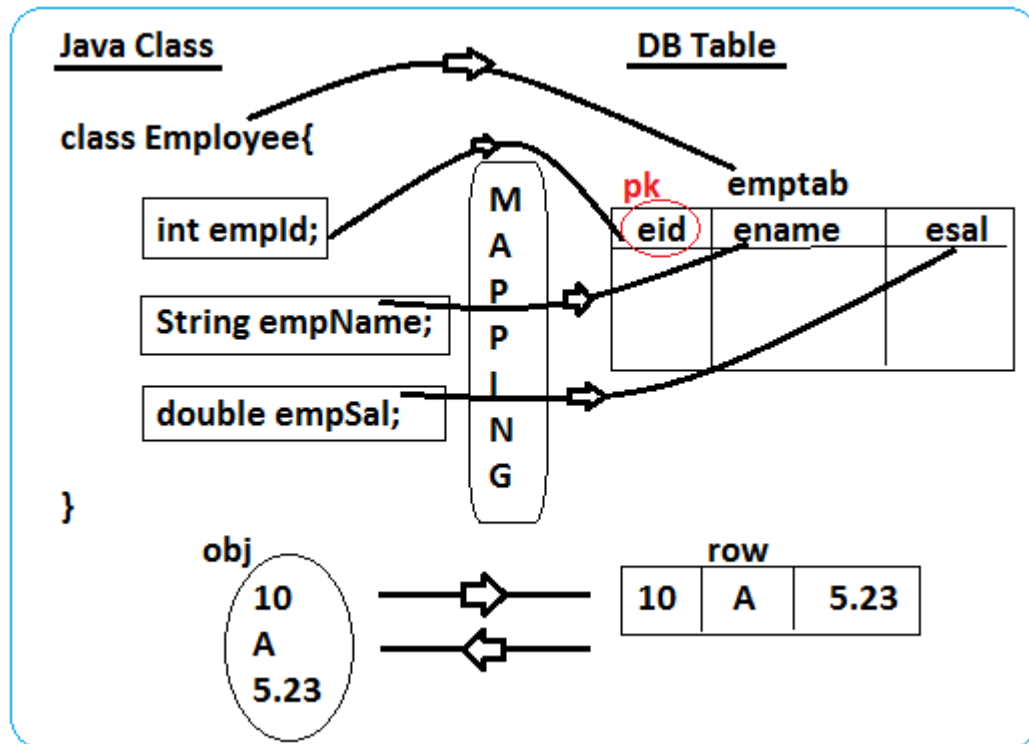 Java Class
DB Table
class Employee{
pk
emptab
int empId;
eid
ename
esal
String empName;
double empSal;
M
A
P
P
I
N
G
}
obj
10
A
5.23
row
10
A
5.23